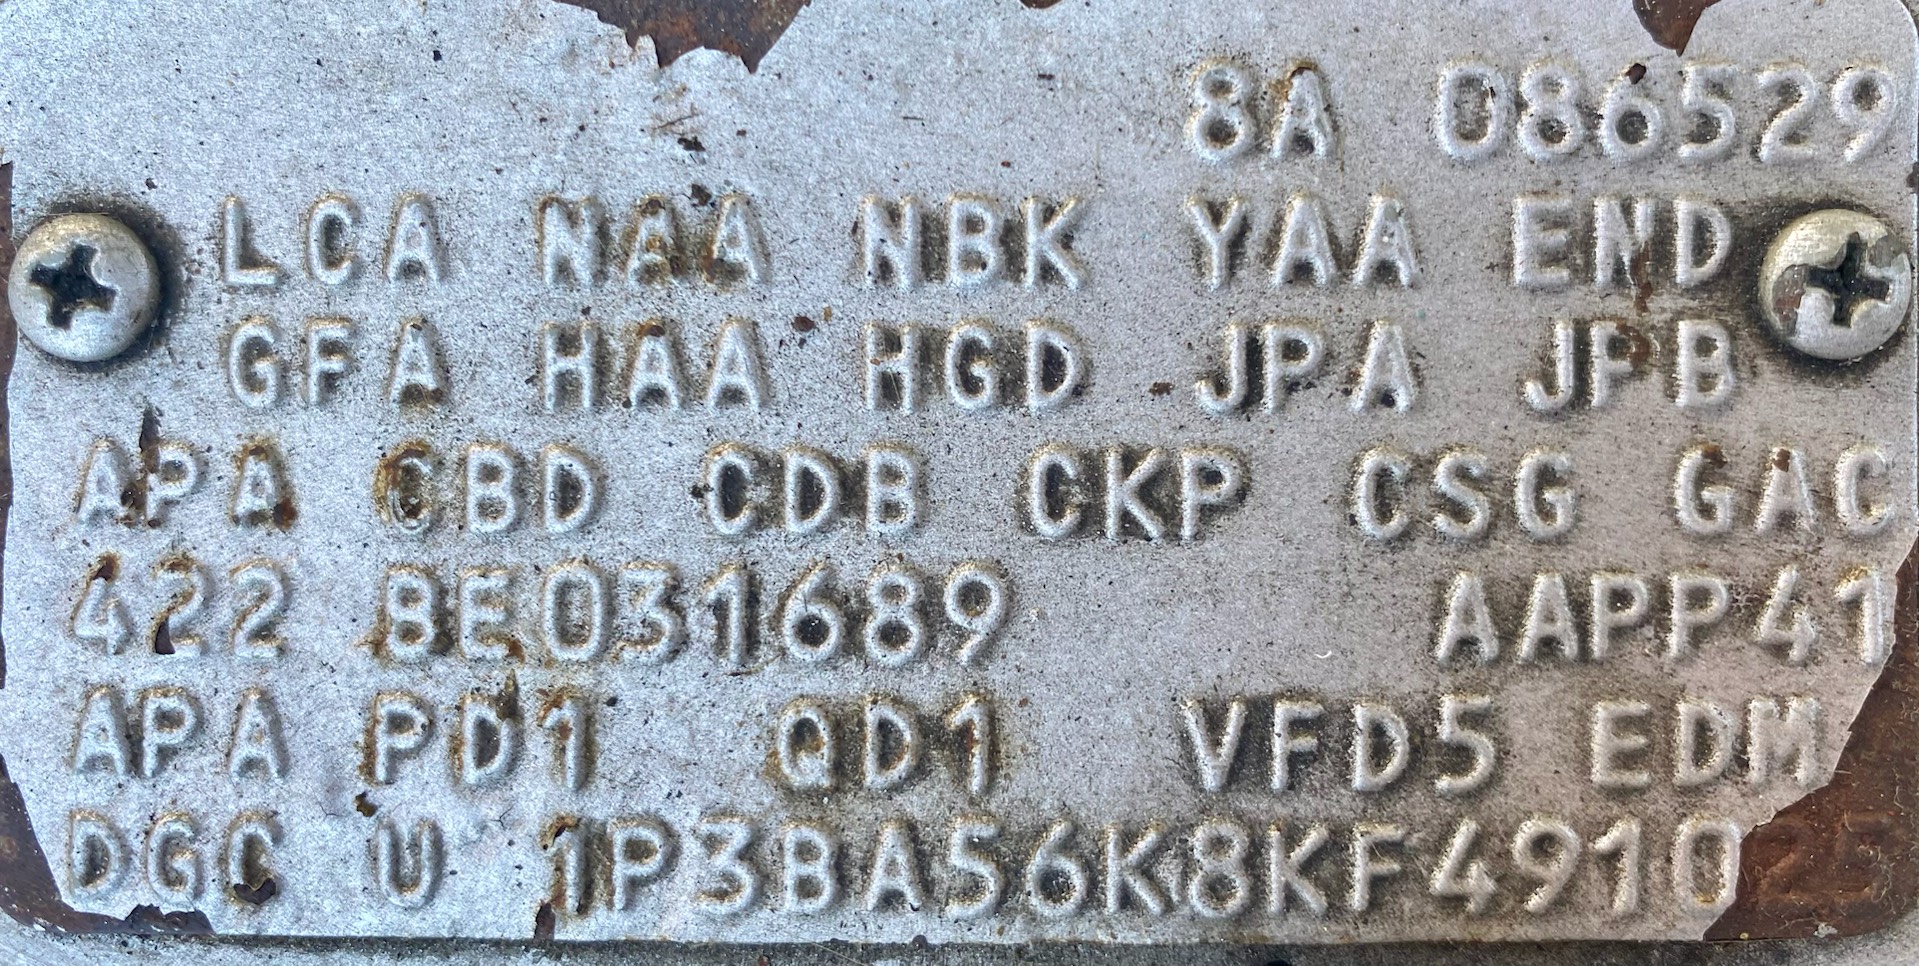 8A 086529
LCA NAA NBK YAA END
GFA HAA HGD JPA JPB
APA CBD CDB CKP CSG GAC
422 BE031689 AAPP41
APA PD1 QD1 VFD5 EDM
DGC U 1P3BA56K8KF491023